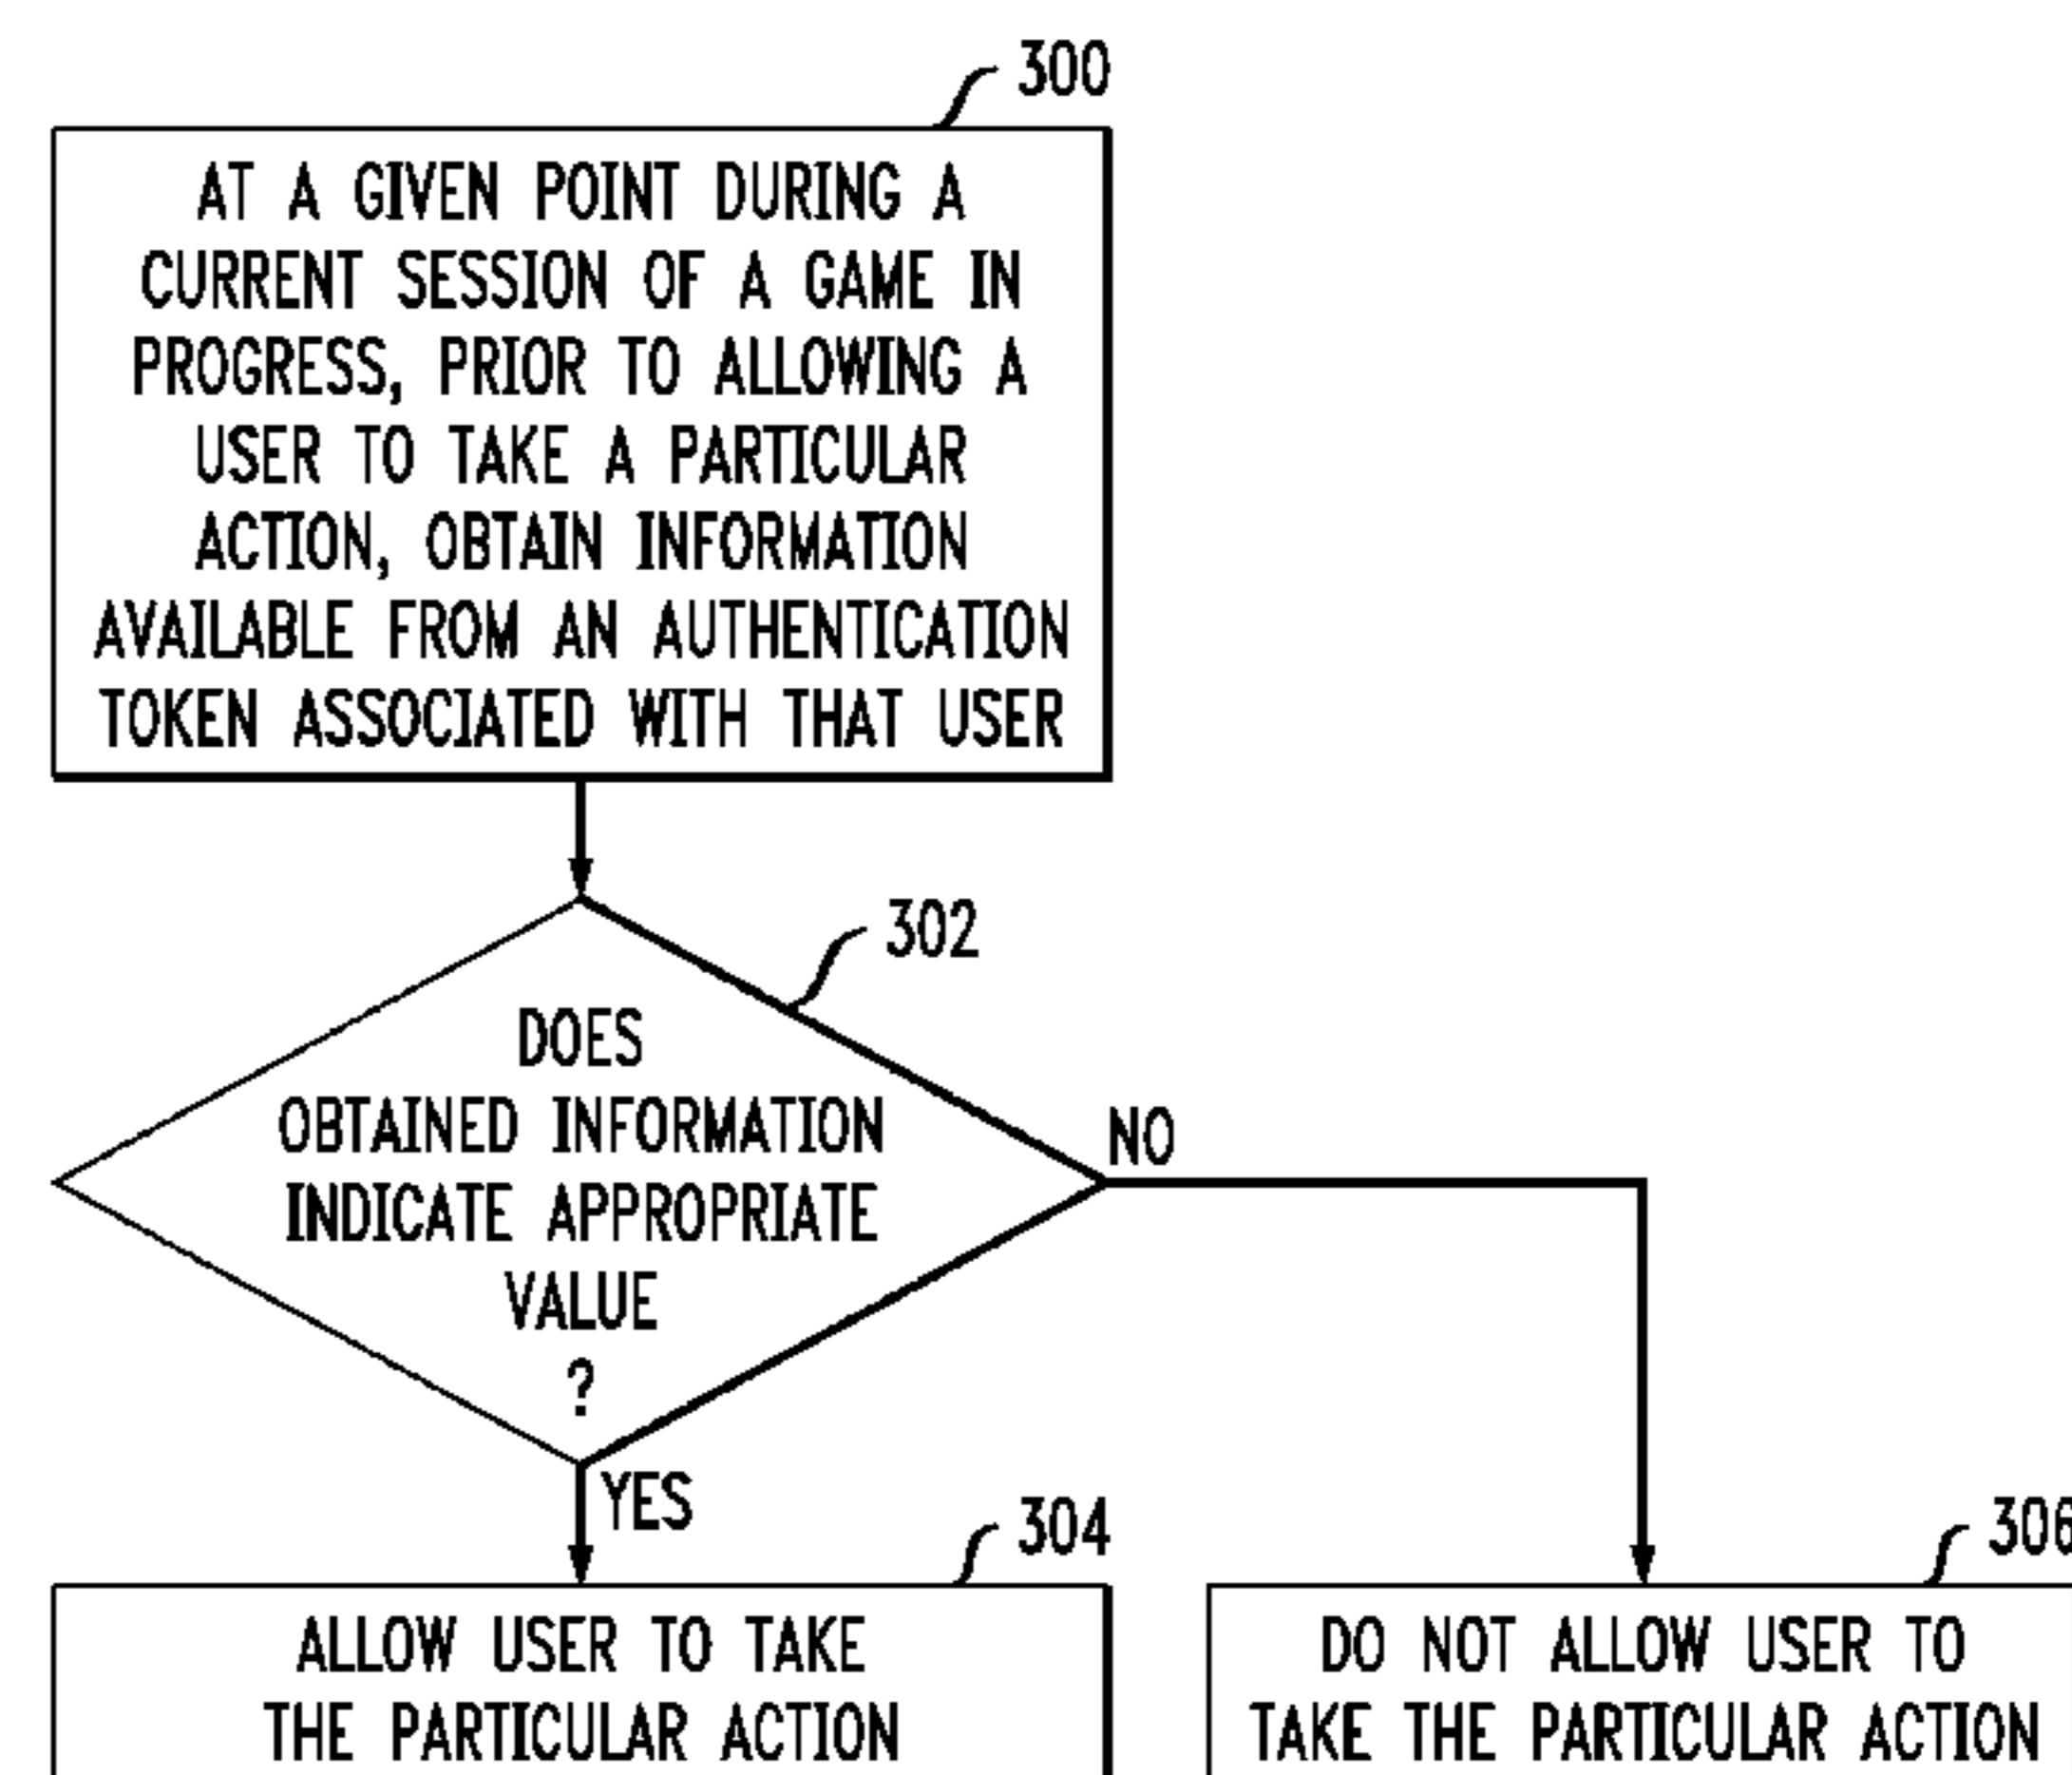 300
AT A GIVEN POINT DURING A
CURRENT SESSION OF A GAME IN
PROGRESS, PRIOR TO ALLOWING A
USER TO TAKE A PARTICULAR
ACTION, OBTAIN INFORMATION
AVAILABLE FROM AN AUTHENTICATION
TOKEN ASSOCIATED WITH THAT USER
302
DOES
OBTAINED INFORMATION
INDICATE APPROPRIATE
VALUE
?
NO
YES
304
ALLOW USER TO TAKE
THE PARTICULAR ACTION
306
DO NOT ALLOW USER TO
TAKE THE PARTICULAR ACTION